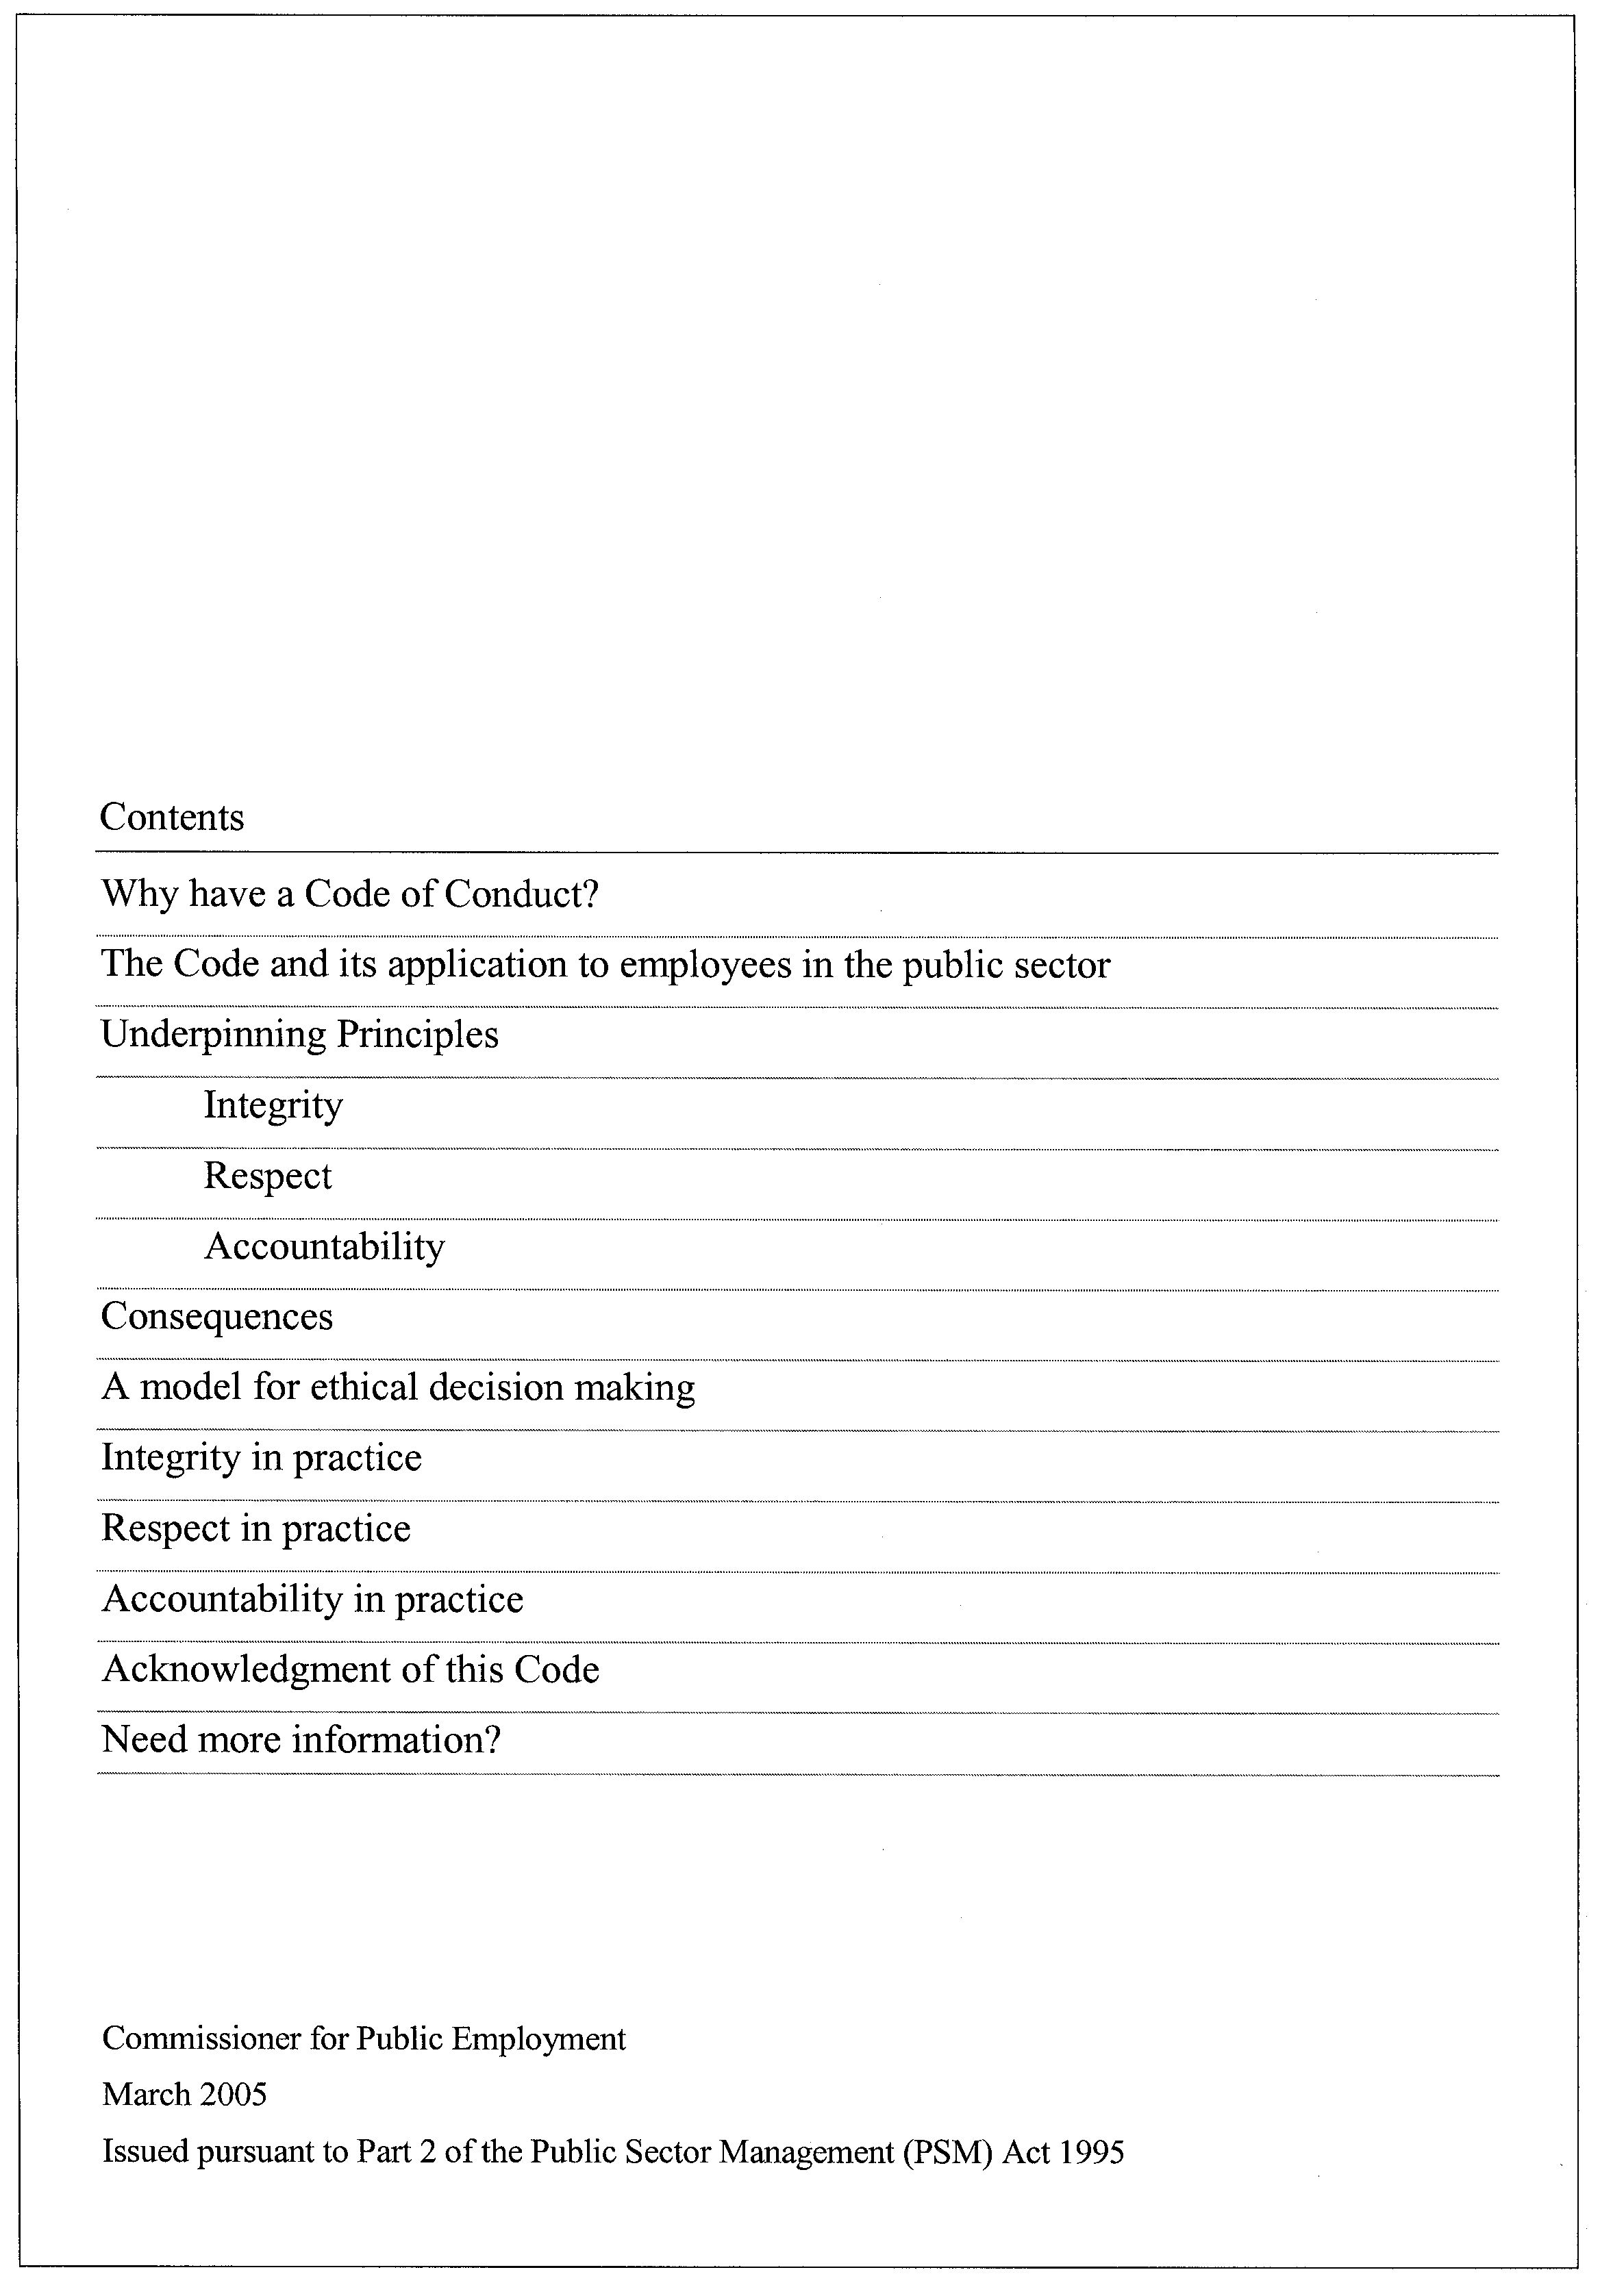 Contents
Why have a Code of Conduct?
The Code and its application to employees in the public sector
Underpinning Principles
Integrity
Respect
Accountability
Consequences
A model for ethical decision making
Integrity in practice
Respect in practice
Accountability in practice
Acknowledgment of this Code
Need more information?
Commissioner for Public Employment
March 2005
Issued pursuant to Part 2 of the Public Sector Management (PSM) Act 1995